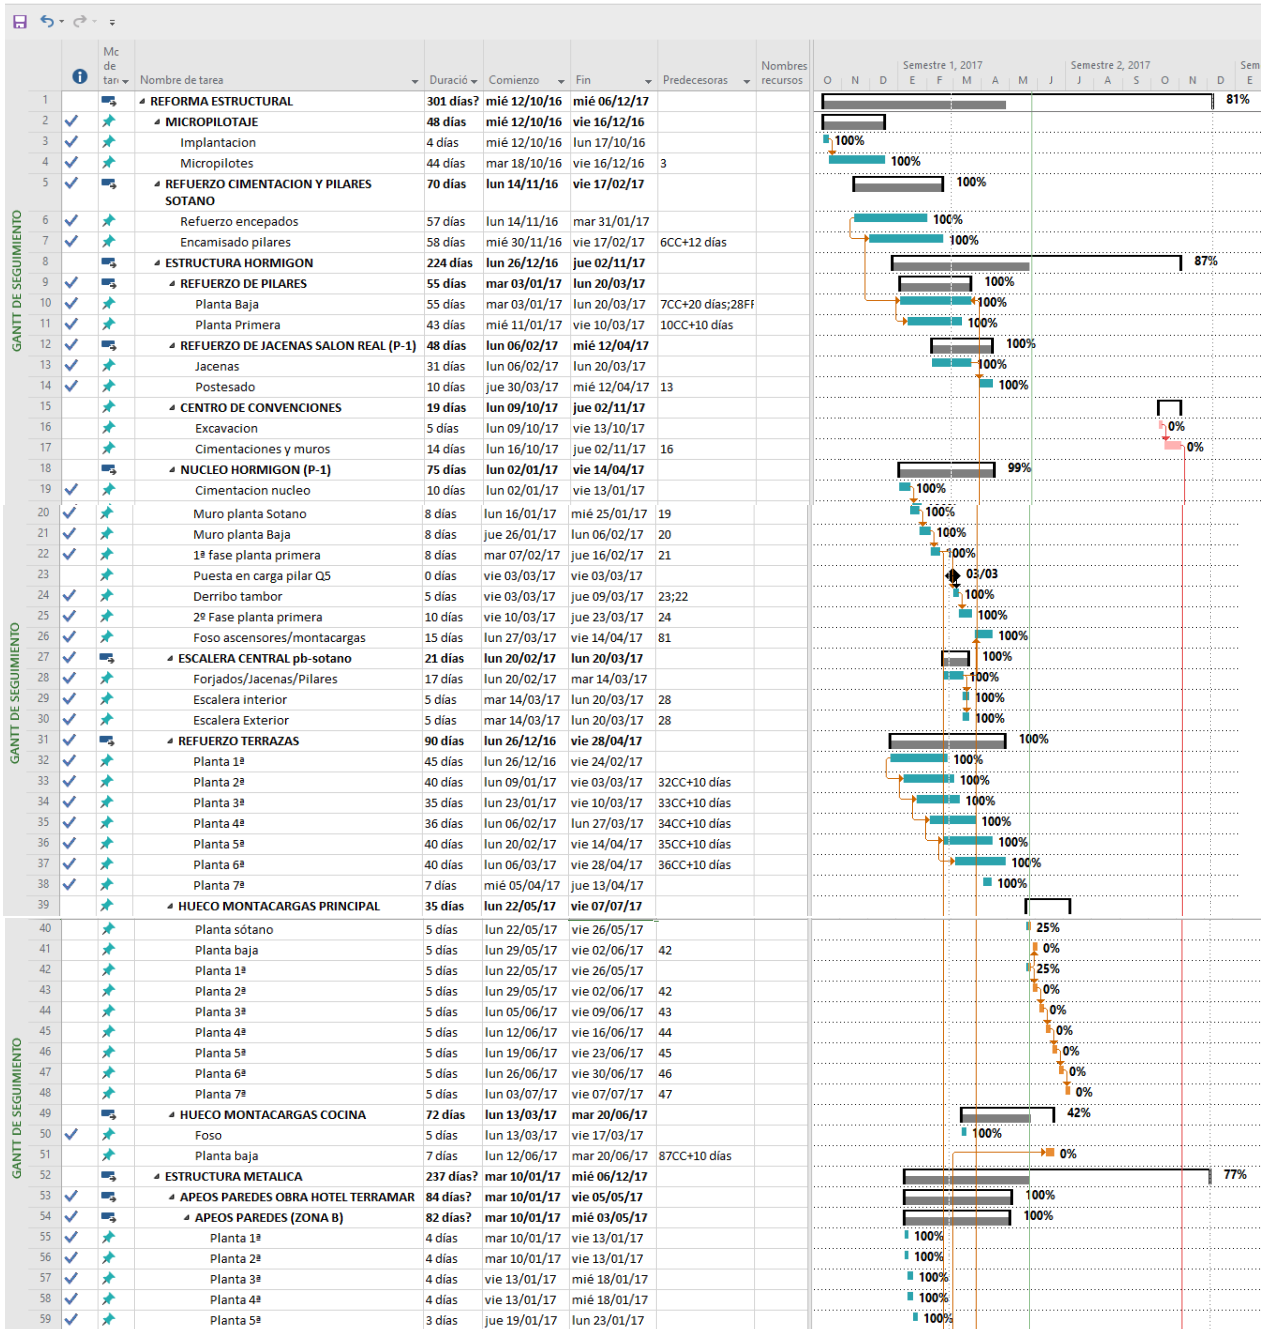 Mc
de
tare
Nombre de tarea
Duració
Comienzo
Fin
Predecesoras
Nombres
recursos
Semestre 1, 2017
Semestre 2, 2017
Sem
O N D E F M A M J J A S O N D E
GANTT DE SEGUIMIENTO
1 REFORMA ESTRUCTURAL 301 días? mié 12/10/16 mié 06/12/17 81%
2 MICROPILOTAJE 48 días mié 12/10/16 vie 16/12/16
3 Implantacion 4 días mié 12/10/16 lun 17/10/16 100%
4 Micropilotes 44 días mar 18/10/16 vie 16/12/16 3 100%
5 REFUERZO CIMENTACION Y PILARES 70 días lun 14/11/16 vie 17/02/17 100%
SOTANO
6 Refuerzo encepados 57 días lun 14/11/16 mar 31/01/17 100%
7 Encamisado pilares 58 días mié 30/11/16 vie 17/02/17 6CC+12 días 100%
8 ESTRUCTURA HORMIGON 224 días lun 26/12/16 jue 02/11/17 87%
9 REFUERZO DE PILARES 55 días mar 03/01/17 lun 20/03/17 100%
10 Planta Baja 55 días mar 03/01/17 lun 20/03/17 7CC+20 días;28FF 100%
11 Planta Primera 43 días mié 11/01/17 vie 10/03/17 10CC+10 días 100%
12 REFUERZO DE JACENAS SALON REAL (P-1) 48 días lun 06/02/17 mié 12/04/17 100%
13 Jacenas 31 días lun 06/02/17 lun 20/03/17 100%
14 Postesado 10 días jue 30/03/17 mié 12/04/17 13 100%
15 CENTRO DE CONVENCIONES 19 días lun 09/10/17 jue 02/11/17
16 Excavacion 5 días lun 09/10/17 vie 13/10/17 0%
17 Cimentaciones y muros 14 días lun 16/10/17 jue 02/11/17 16 0%
18 NUCLEO HORMIGON (P-1) 75 días lun 02/01/17 vie 14/04/17 99%
19 Cimentacion nucleo 10 días lun 02/01/17 vie 13/01/17 100%
GANTT DE SEGUIMIENTO
20 Muro planta Sotano 8 días lun 16/01/17 mié 25/01/17 19 100%
21 Muro planta Baja 8 días jue 26/01/17 lun 06/02/17 20 100%
22 1ª fase planta primera 8 días mar 07/02/17 jue 16/02/17 21 100%
23 Puesta en carga pilar Q5 0 días vie 03/03/17 vie 03/03/17 03/03
24 Derribo tambor 5 días vie 03/03/17 jue 09/03/17 23;22 100%
25 2º Fase planta primera 10 días vie 10/03/17 jue 23/03/17 24 100%
26 Foso ascensores/montacargas 15 días lun 27/03/17 vie 14/04/17 81 100%
27 ESCALERA CENTRAL pb-sotano 21 días lun 20/02/17 lun 20/03/17 100%
28 Forjados/Jacenas/Pilares 17 días lun 20/02/17 mar 14/03/17 100%
29 Escalera interior 5 días mar 14/03/17 lun 20/03/17 28 100%
30 Escalera Exterior 5 días mar 14/03/17 lun 20/03/17 28 100%
31 REFUERZO TERRAZAS 90 días lun 26/12/16 vie 28/04/17 100%
32 Planta 1ª 45 días lun 26/12/16 vie 24/02/17 100%
33 Planta 2ª 40 días lun 09/01/17 vie 03/03/17 32CC+10 días 100%
34 Planta 3ª 35 días lun 23/01/17 vie 10/03/17 33CC+10 días 100%
35 Planta 4ª 36 días lun 06/02/17 lun 27/03/17 34CC+10 días 100%
36 Planta 5ª 40 días lun 20/02/17 vie 14/04/17 35CC+10 días 100%
37 Planta 6ª 40 días lun 06/03/17 vie 28/04/17 36CC+10 días 100%
38 Planta 7ª 7 días mié 05/04/17 jue 13/04/17 100%
39 HUECO MONTACARGAS PRINCIPAL 35 días lun 22/05/17 vie 07/07/17
GANTT DE SEGUIMIENTO
40 Planta sótano 5 días lun 22/05/17 vie 26/05/17 25%
41 Planta baja 5 días lun 29/05/17 vie 02/06/17 42 0%
42 Planta 1ª 5 días lun 22/05/17 vie 26/05/17 25%
43 Planta 2ª 5 días lun 29/05/17 vie 02/06/17 42 0%
44 Planta 3ª 5 días lun 05/06/17 vie 09/06/17 43 0%
45 Planta 4ª 5 días lun 12/06/17 vie 16/06/17 44 0%
46 Planta 5ª 5 días lun 19/06/17 vie 23/06/17 45 0%
47 Planta 6ª 5 días lun 26/06/17 vie 30/06/17 46 0%
48 Planta 7ª 5 días lun 03/07/17 vie 07/07/17 47 0%
49 HUECO MONTACARGAS COCINA 72 días lun 13/03/17 mar 20/06/17 42%
50 Foso 5 días lun 13/03/17 vie 17/03/17 100%
51 Planta baja 7 días lun 12/06/17 mar 20/06/17 87CC+10 días 0%
52 ESTRUCTURA METALICA 237 días? mar 10/01/17 mié 06/12/17 77%
53 APEOS PAREDES OBRA HOTEL TERRAMAR 84 días? mar 10/01/17 vie 05/05/17 100%
54 APEOS PAREDES (ZONA B) 82 días? mar 10/01/17 mié 03/05/17 100%
55 Planta 1ª 4 días mar 10/01/17 vie 13/01/17 100%
56 Planta 2ª 4 días mar 10/01/17 vie 13/01/17 100%
57 Planta 3ª 4 días vie 13/01/17 mié 18/01/17 100%
58 Planta 4ª 4 días vie 13/01/17 mié 18/01/17 100%
59 Planta 5ª 3 días jue 19/01/17 lun 23/01/17 100%